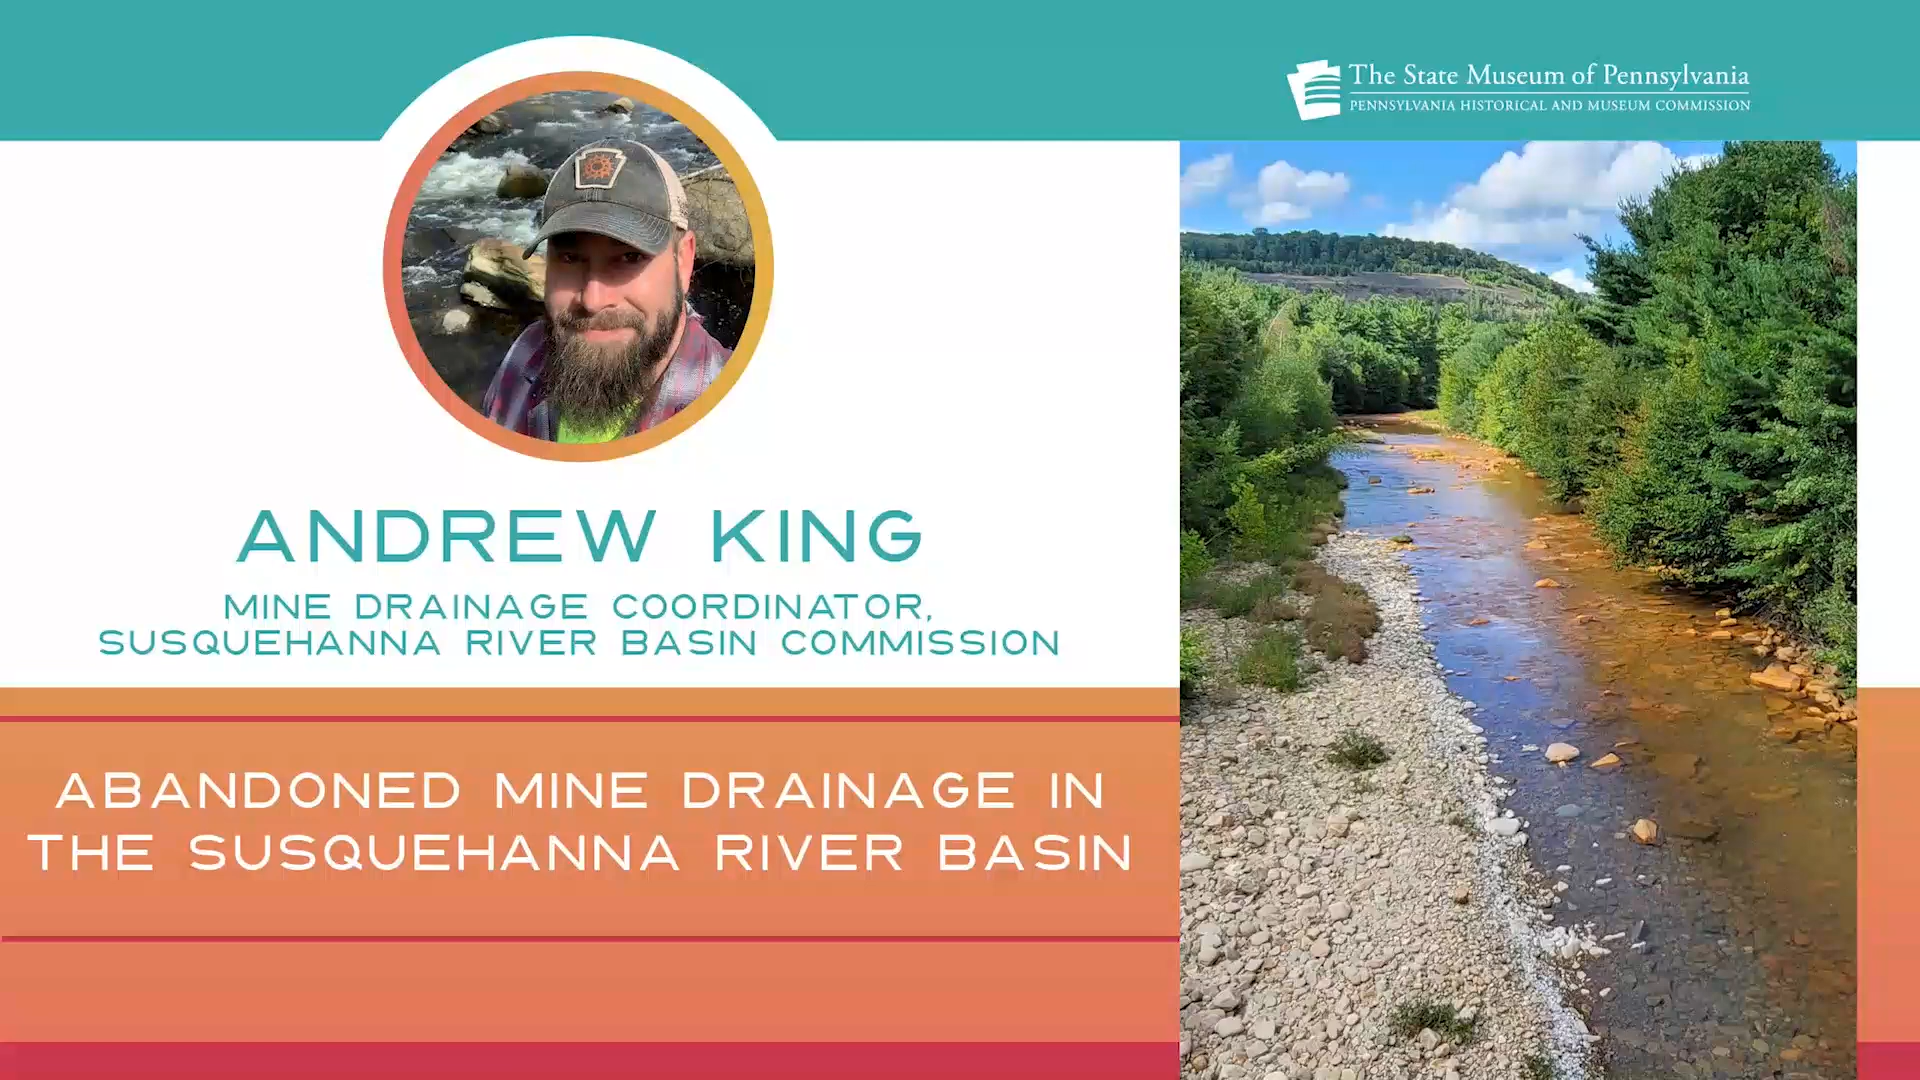 The State Museum of Pennsylvania
PENNSYLVANIA HISTORICAL AND MUSEUM COMMISSION
ANDREW KING
MINE DRAINAGE COORDINATOR,
SUSQUEHANNA RIVER BASIN COMMISSION
ABANDONED MINE DRAINAGE IN
THE SUSQUEHANNA RIVER BASIN